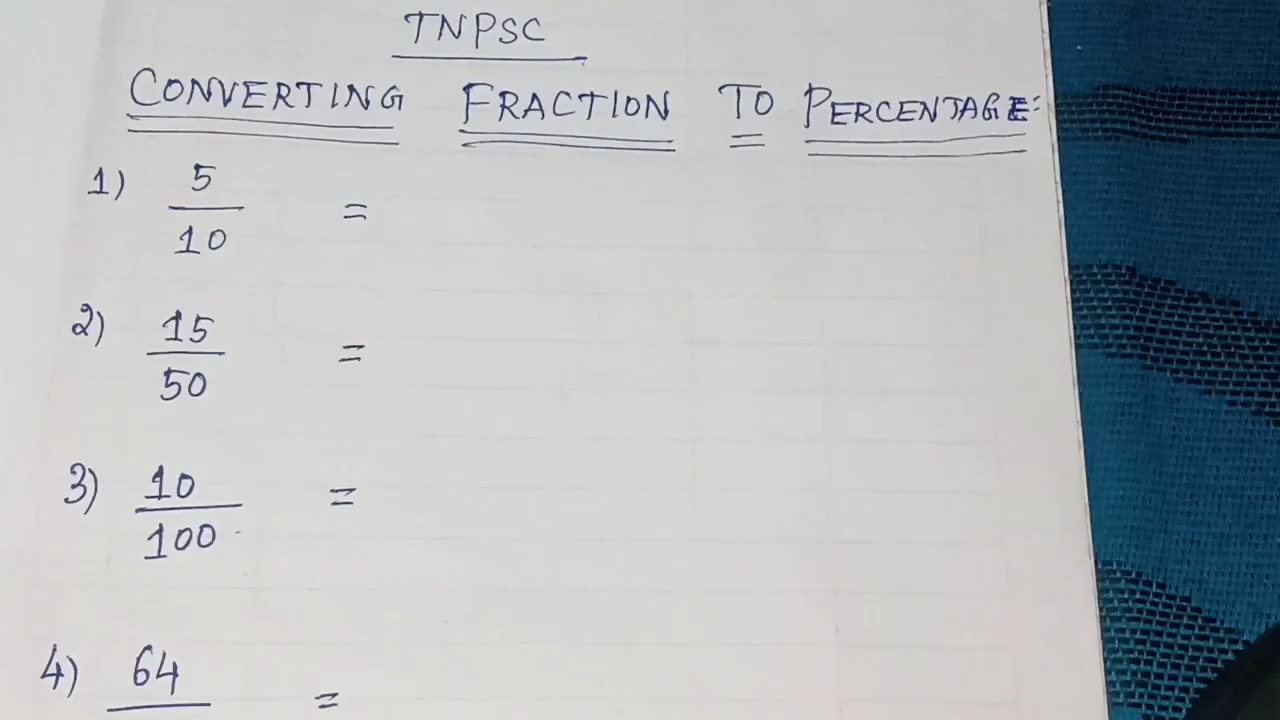 TNPSC
CONVERTING FRACTION TO PERCENTAGE:
1) 5/10 =
2) 15/50 =
3) 10/100 =
4) 64/ =